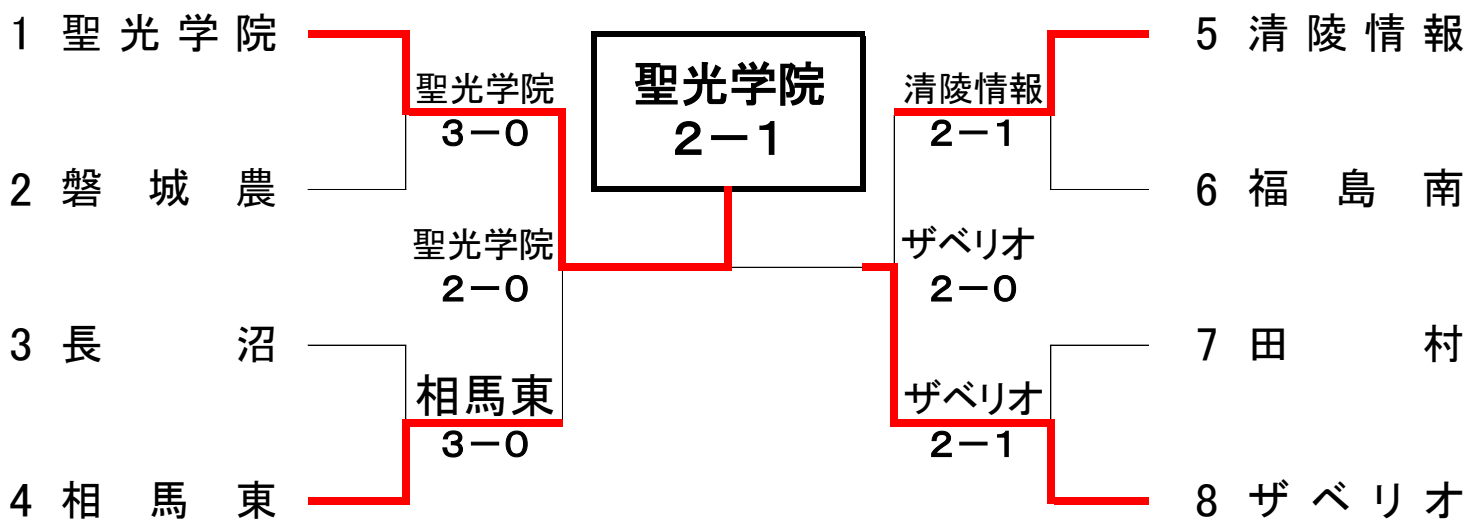 1 聖光学院
聖光学院
3－0
2 磐城農
聖光学院
2－0
3 長沼
相馬東
3－0
4 相馬東
聖光学院
2－1
5 清陵情報
清陵情報
2－1
6 福島南
ザベリオ
2－0
7 田村
ザベリオ
2－1
8 ザベリオ